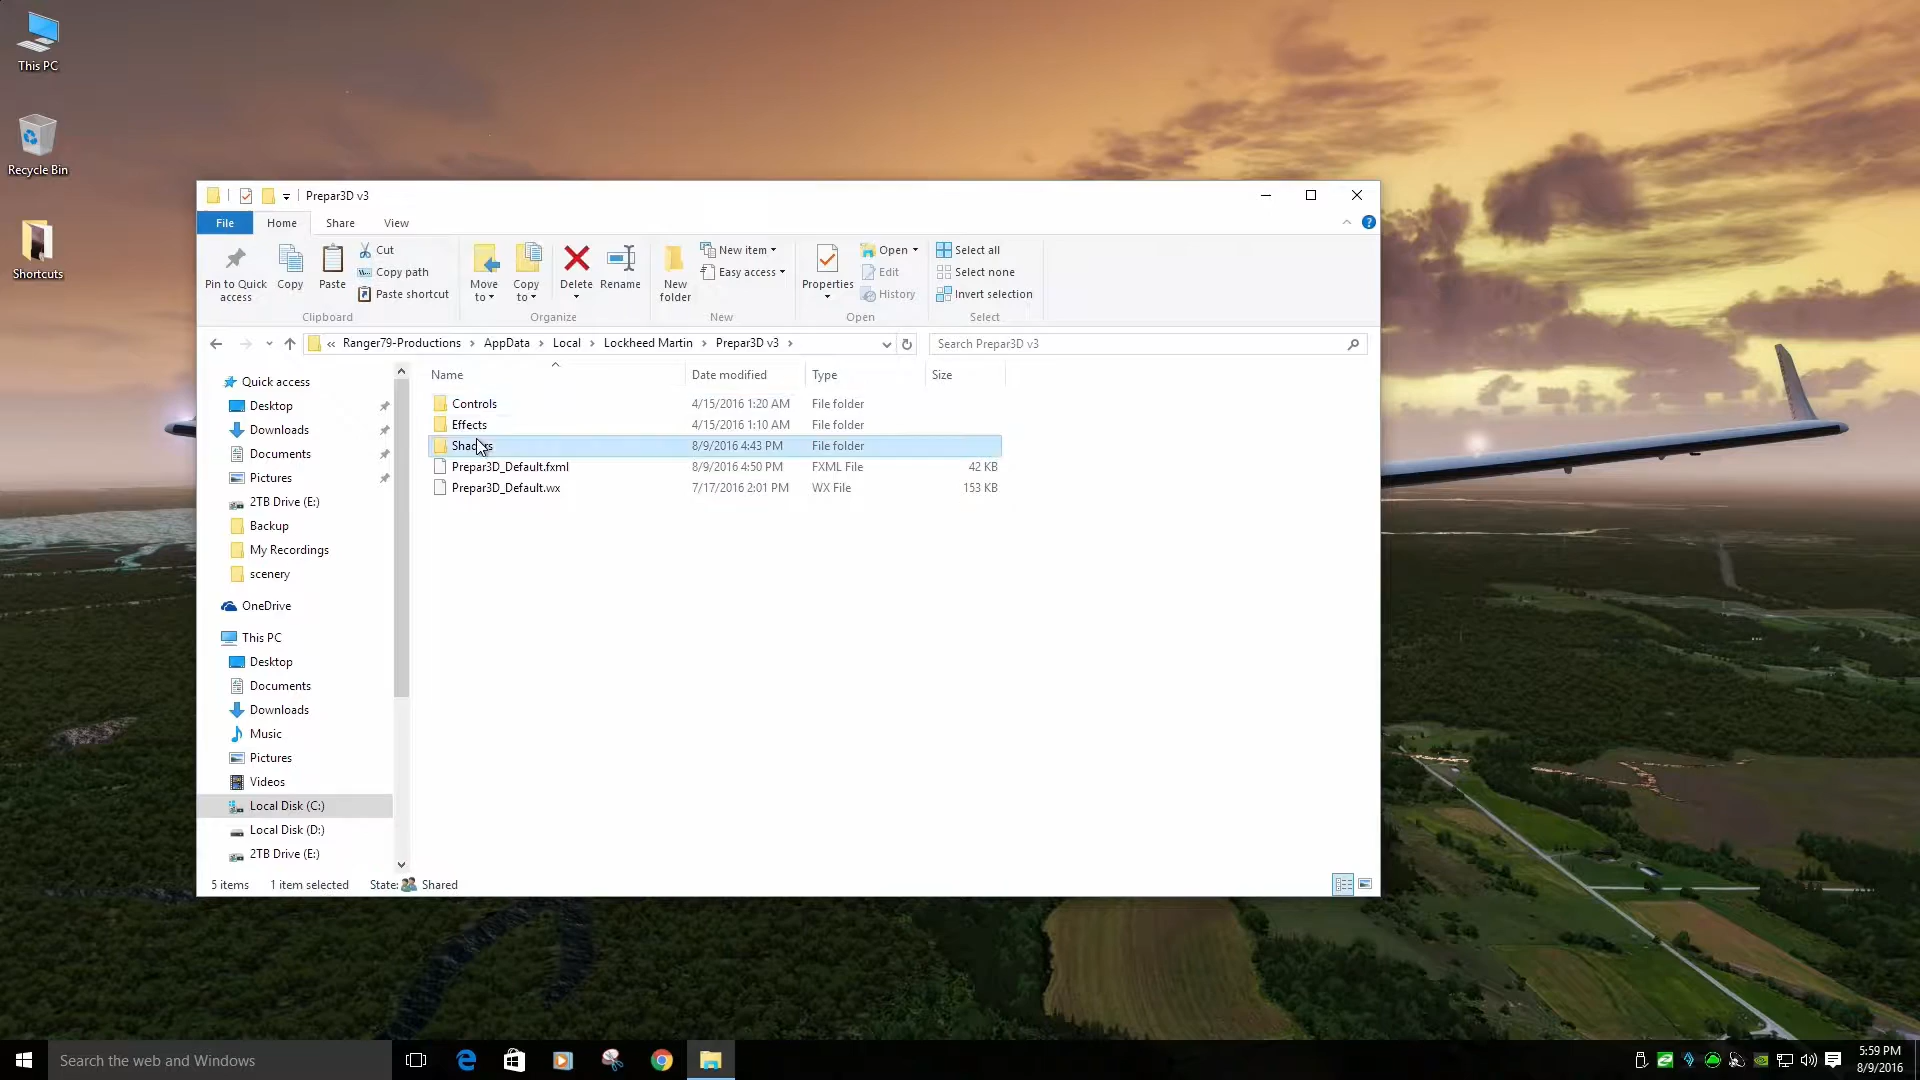 This PC
Recycle Bin
Shortcuts
Prepar3D v3
File
Home
Share
View
Pin to Quick access
Copy
Paste
Cut
Copy path
Paste shortcut
Clipboard
Move to
Copy to
Delete
Rename
Organize
New folder
New item
Easy access
New
Properties
Open
Edit
History
Open
Select all
Select none
Invert selection
Select
« Ranger79-Productions > AppData > Local > Lockheed Martin > Prepar3D v3 >
Search Prepar3D v3
Quick access
Desktop
Downloads
Documents
Pictures
2TB Drive (E:)
Backup
My Recordings
scenery
OneDrive
This PC
Desktop
Documents
Downloads
Music
Pictures
Videos
Local Disk (C:)
Local Disk (D:)
2TB Drive (E:)
Name Date modified Type Size
Controls 4/15/2016 1:20 AM File folder
Effects 4/15/2016 1:10 AM File folder
Shaders 8/9/2016 4:43 PM File folder
Prepar3D_Default.fxml 8/9/2016 4:50 PM FXML File 42 KB
Prepar3D_Default.wx 7/17/2016 2:01 PM WX File 153 KB
5 items 1 item selected State: Shared
Search the web and Windows
5:59 PM
8/9/2016